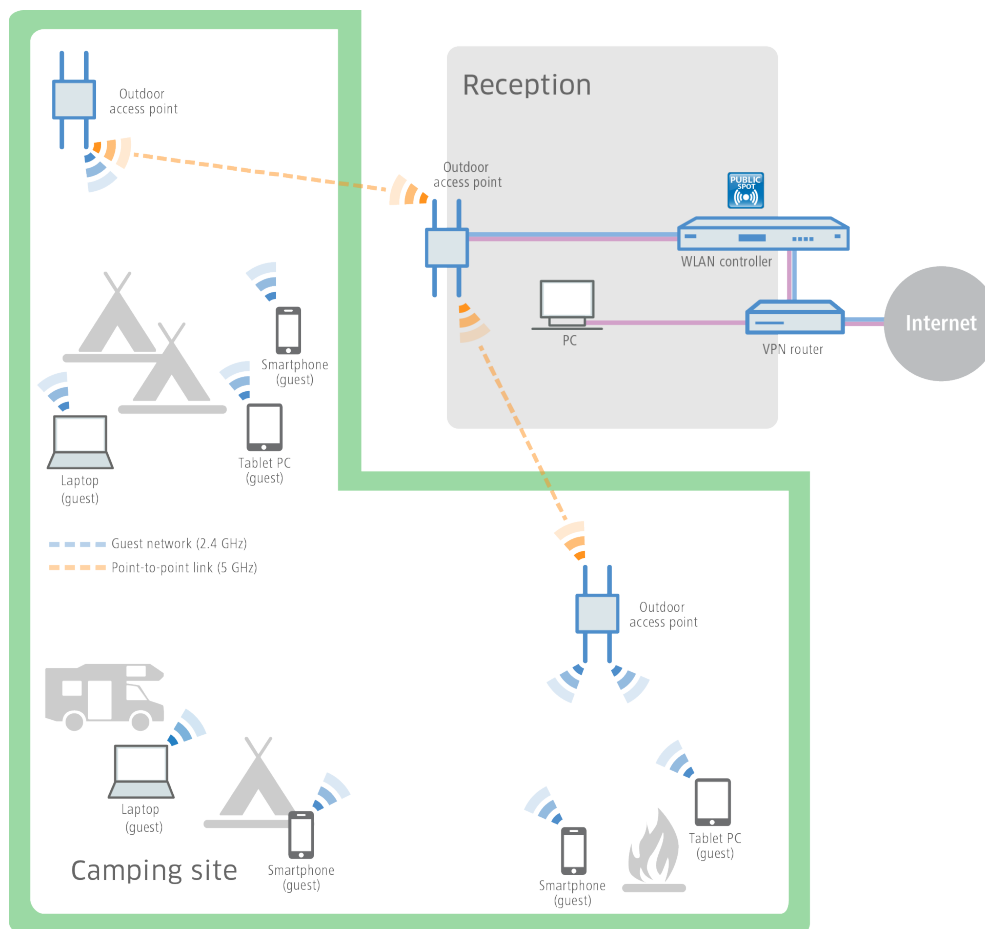 Outdoor
access point
Reception
Outdoor
access point
PUBLIC
SPOT
WLAN controller
Internet
PC
VPN router
Smartphone
(guest)
Tablet PC
(guest)
Laptop
(guest)
Guest network (2.4 GHz)
Point-to-point link (5 GHz)
Outdoor
access point
Laptop
(guest)
Smartphone
(guest)
Tablet PC
(guest)
Smartphone
(guest)
Camping site